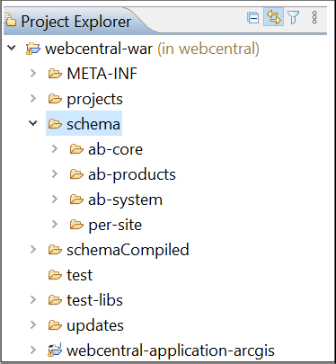 Project Explorer
webcentral-war (in webcentral)
META-INF
projects
schema
ab-core
ab-products
ab-system
per-site
schemaCompiled
test
test-libs
updates
webcentral-application-arcgis